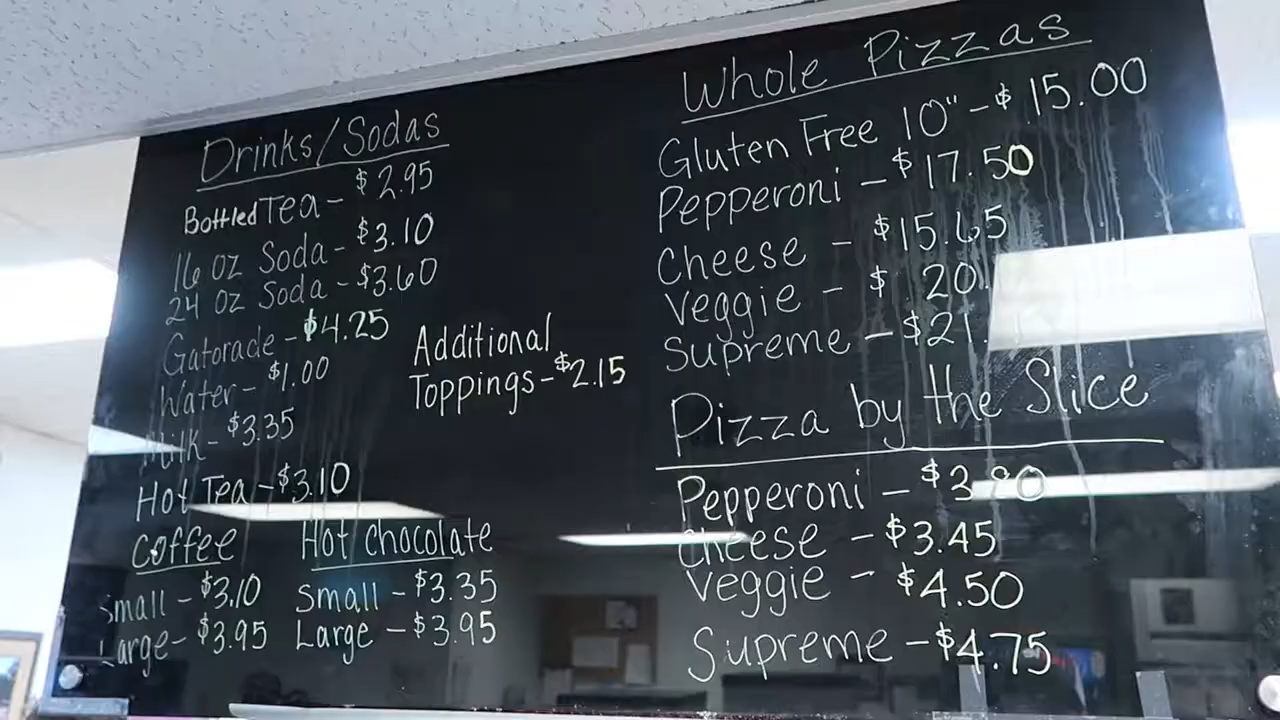 Drinks/Sodas
Bottled Tea - $2.95
16 oz Soda - $3.10
24 oz Soda - $3.60
Gatorade - $4.25
Water - $1.00
Milk - $3.35
Hot Tea - $3.10
Coffee
Small - $3.10
Large - $3.95
Hot Chocolate
Small - $3.35
Large - $3.95
Additional
Toppings - $2.15
Whole Pizzas
Gluten Free 10" - $15.00
Pepperoni - $17.50
Cheese - $15.65
Veggie - $20.
Supreme - $21.
Pizza by the Slice
Pepperoni -
Cheese - $3.45
Veggie - $4.50
Supreme - $4.75